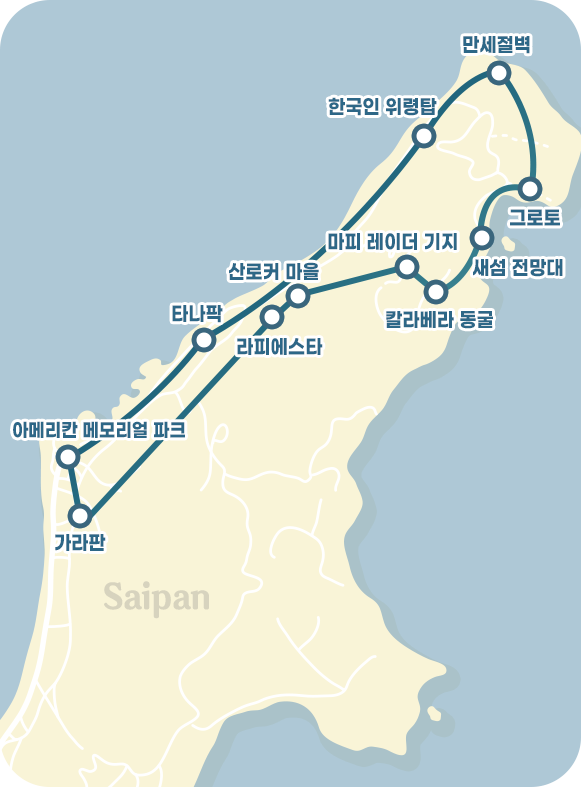 만세절벽
한국인 위령탑
그로토
마피 레이더 기지
새섬 전망대
산로커 마을
타나팍
칼라베라 동굴
라피에스타
아메리칸 메모리얼 파크
가라판
Saipan